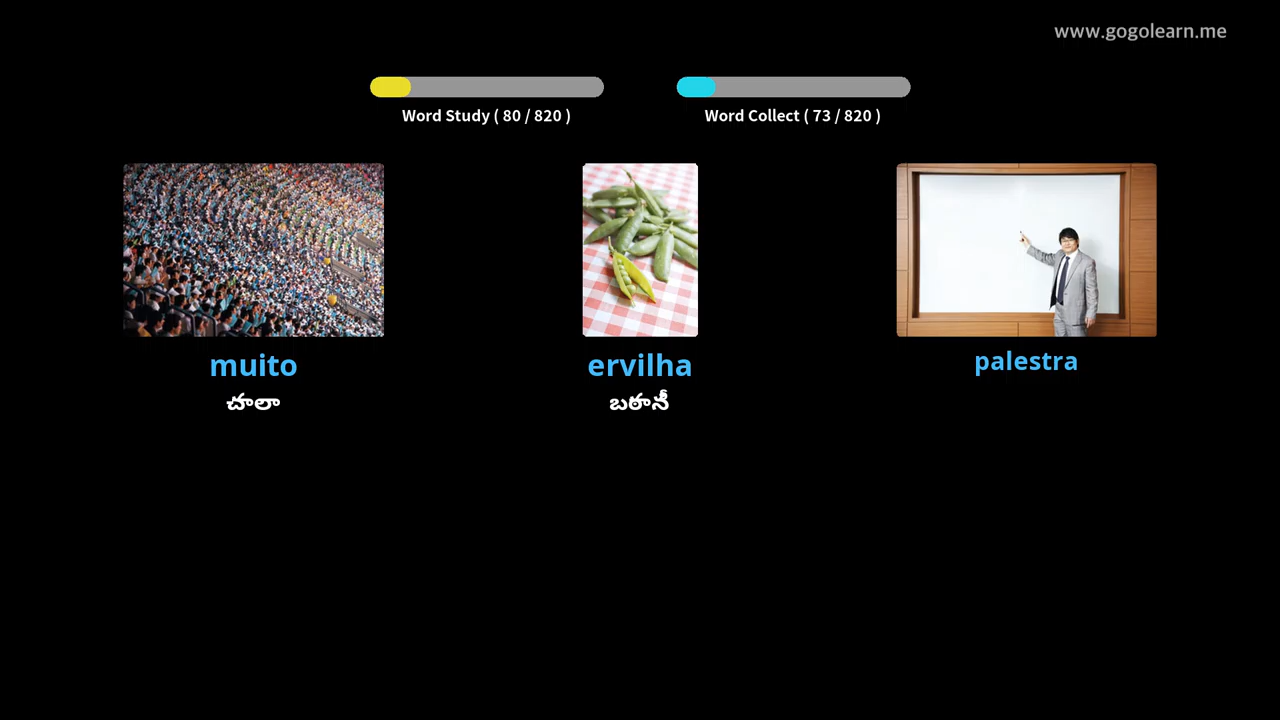 www.gogolearn.me
Word Study ( 80 / 820 )
Word Collect ( 73 / 820 )
muito
చాలా
ervilha
బఠానీ
palestra